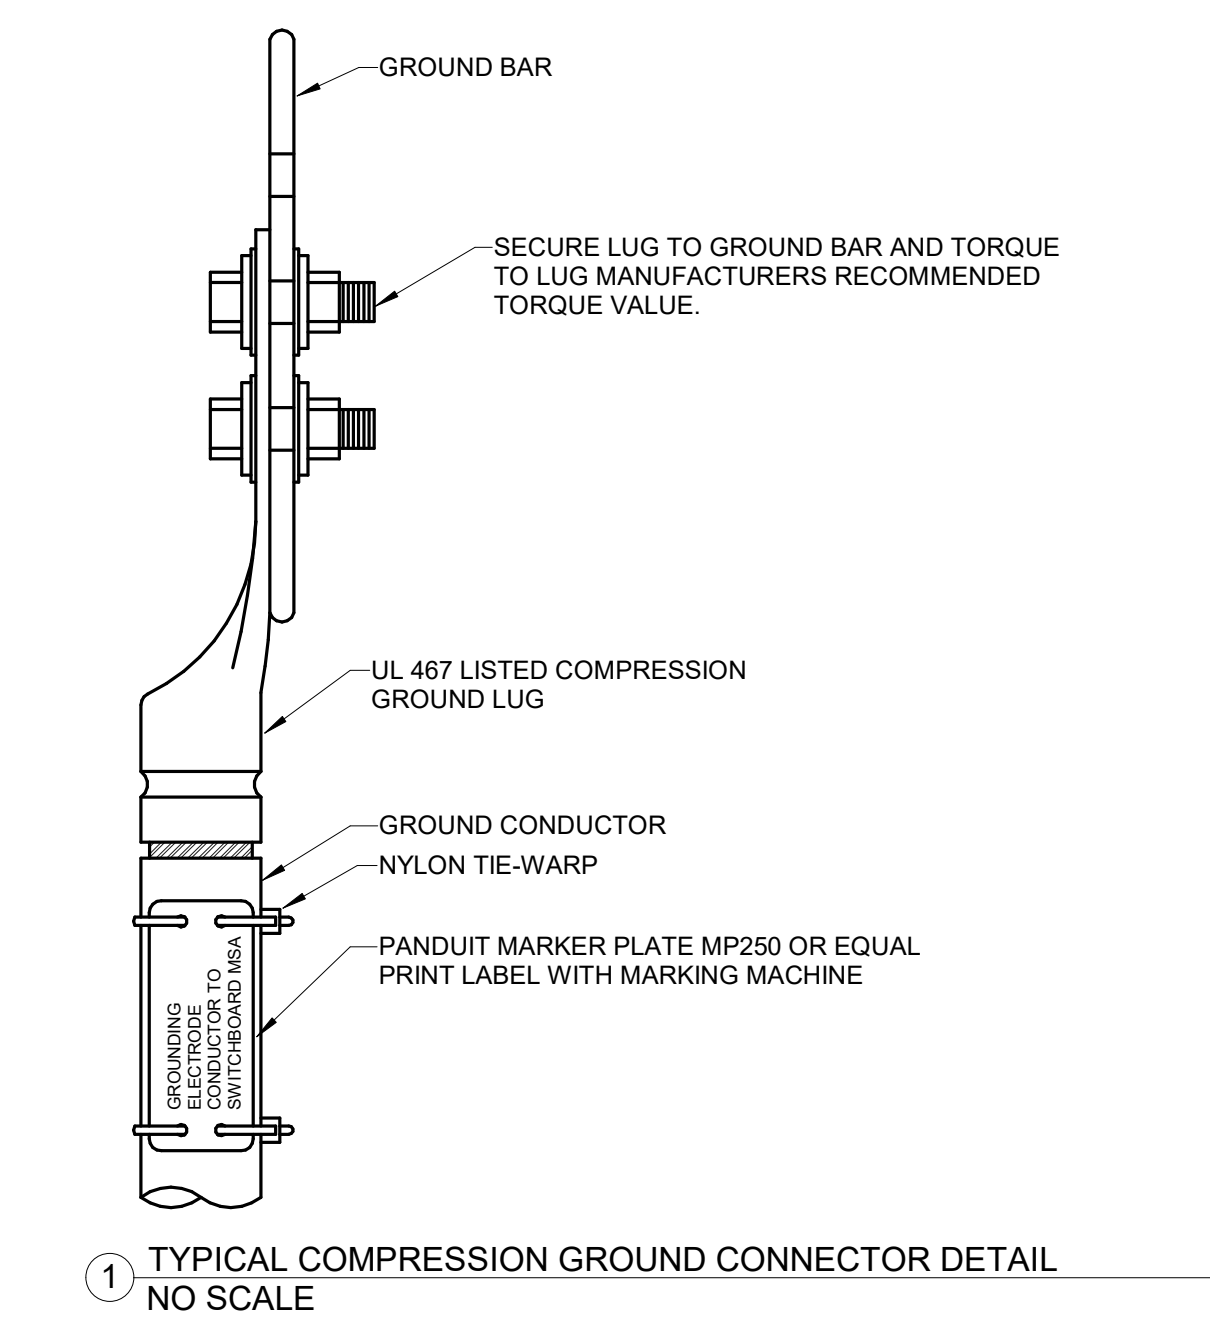 GROUND BAR
SECURE LUG TO GROUND BAR AND TORQUE
TO LUG MANUFACTURERS RECOMMENDED
TORQUE VALUE.
UL 467 LISTED COMPRESSION
GROUND LUG
GROUND CONDUCTOR
NYLON TIE-WARP
PANDUIT MARKER PLATE MP250 OR EQUAL
PRINT LABEL WITH MARKING MACHINE
GROUNDING
ELECTRODE
CONDUCTOR TO
SWITCHBOARD MSA
1 TYPICAL COMPRESSION GROUND CONNECTOR DETAIL
NO SCALE